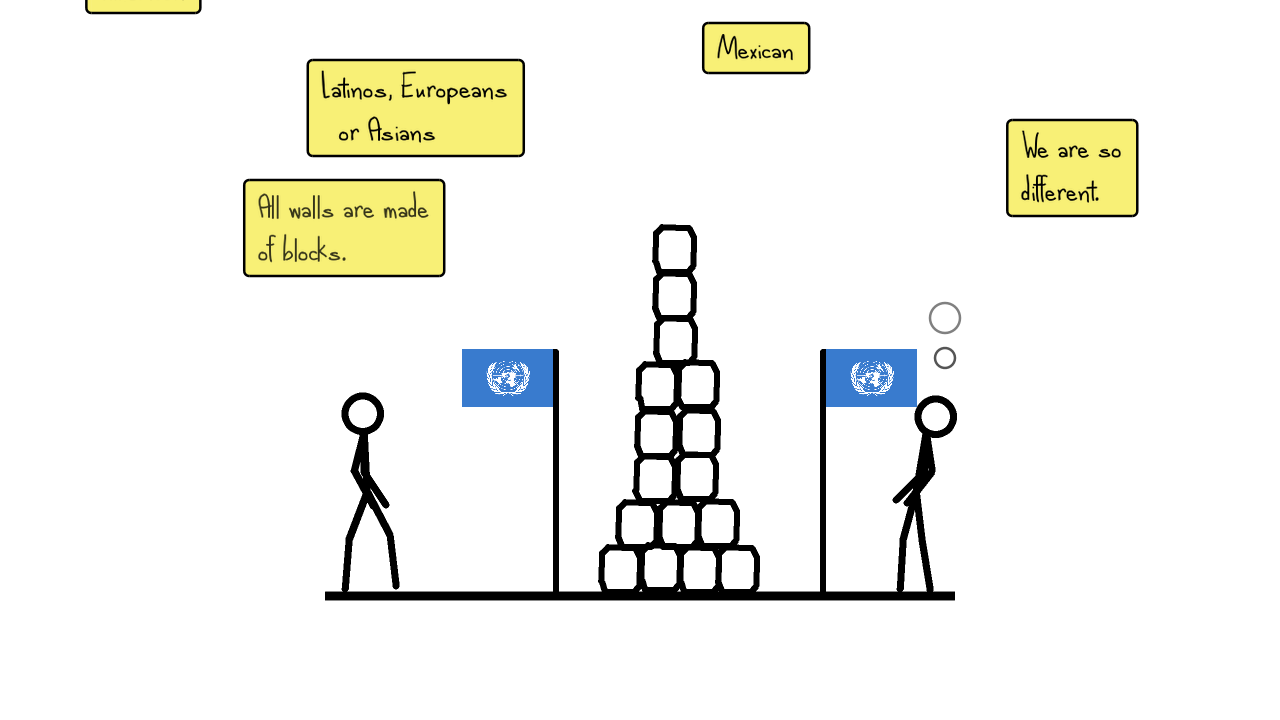 Mexican
Latinos, Europeans
or Asians
We are so
different.
All walls are made
of blocks.